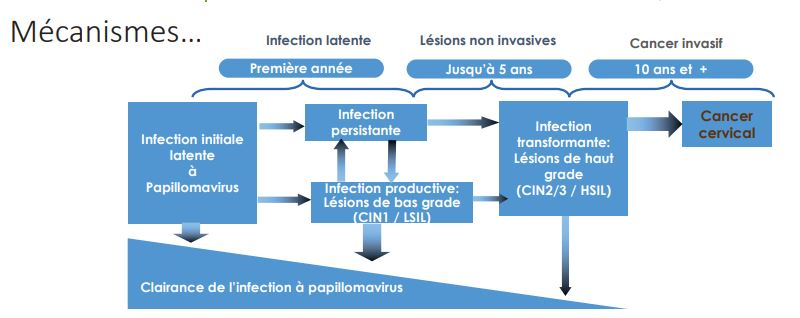 Mécanismes...
Infection latente
Lésions non invasives
Cancer invasif
Première année
Jusqu'à 5 ans
10 ans et +
Infection initiale
latente
à
Papillomavirus
Infection
persistante
Infection productive:
Lésions de bas grade
(CIN1 / LSIL)
Infection
transformante:
Lésions de haut
grade
(CIN2/3 / HSIL)
Cancer
cervical
Clairance de l'infection à papillomavirus